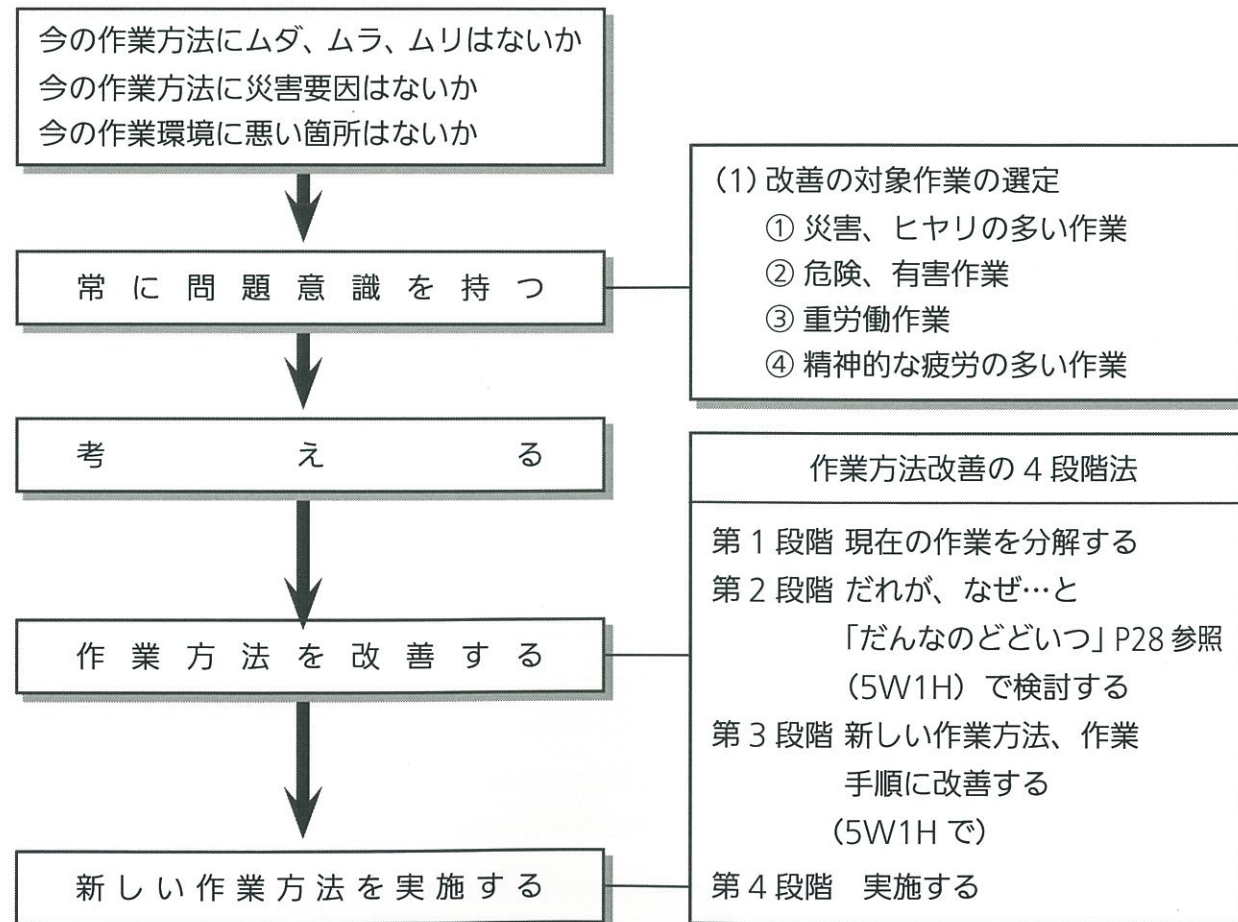 今の作業方法にムダ、ムラ、ムリはないか
今の作業方法に災害要因はないか
今の作業環境に悪い箇所はないか
常に問題意識を持つ
(1) 改善の対象作業の選定
① 災害、ヒヤリの多い作業
② 危険、有害作業
③ 重労働作業
④ 精神的な疲労の多い作業
考える
作業方法を改善する
作業方法改善の4段階法
第1段階 現在の作業を分解する
第2段階 だれが、なぜ…と
「だんなのどどいつ」P28参照
(5W1H) で検討する
第3段階 新しい作業方法、作業
手順に改善する
(5W1Hで)
第4段階 実施する
新しい作業方法を実施する